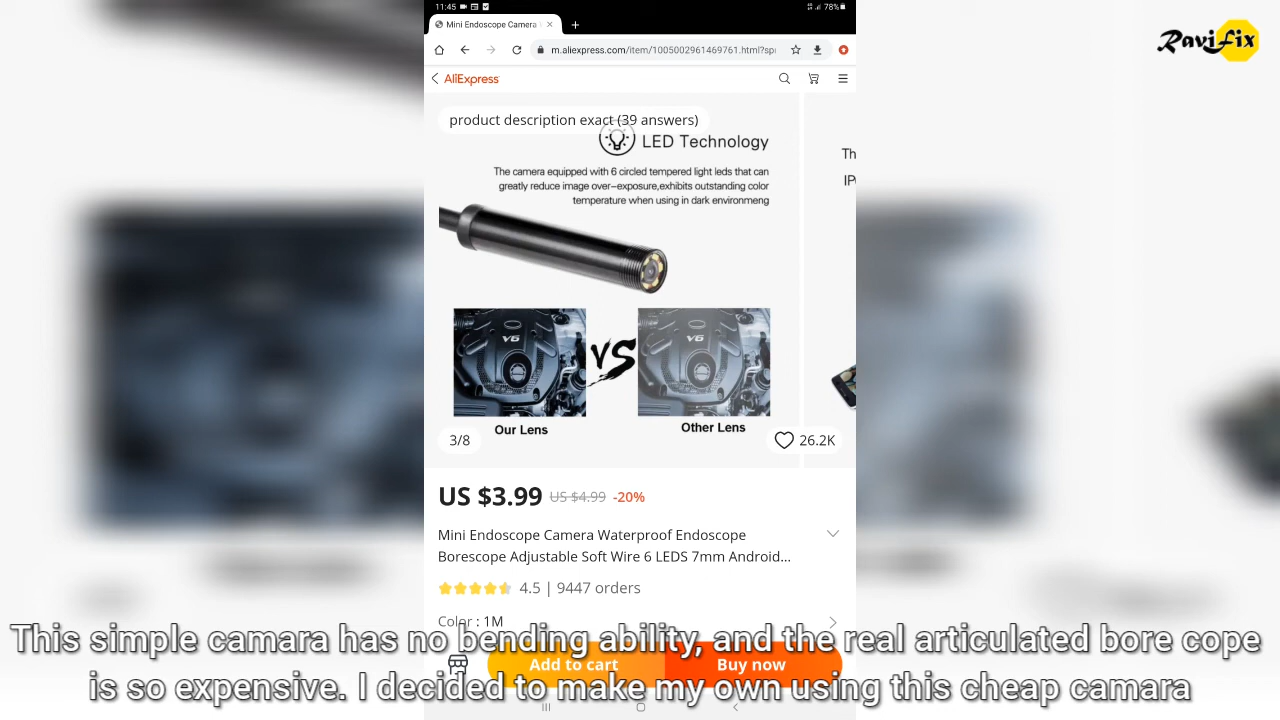 11:45
78%
Mini Endoscope Camera
m.aliexpress.com/item/1005002961469761.html?sp
AliExpress
RaviFix
product description exact (39 answers)
LED Technology
The camera equipped with 6 circled tempered light leds that can
greatly reduce image over-exposure,exhibits outstanding color
temperature when using in dark environmeng
Th
IP
V6
VS
V6
Our Lens
Other Lens
3/8
26.2K
US $3.99 US $4.99 -20%
Mini Endoscope Camera Waterproof Endoscope
Borescope Adjustable Soft Wire 6 LEDS 7mm Android...
4.5 | 9447 orders
Color : 1M
Add to cart
Buy now
This simple camara has no bending ability, and the real articulated bore cope
is so expensive. I decided to make my own using this cheap camara